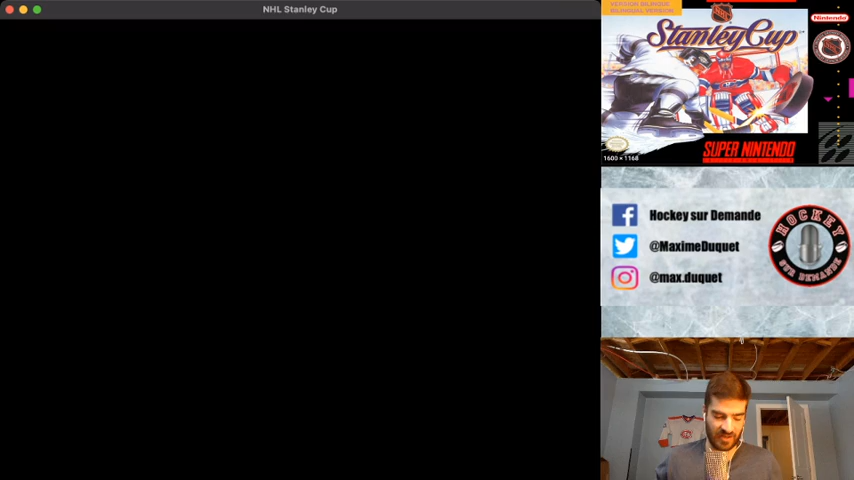 NHL Stanley Cup
VERSION BILINGUE
BILINGUAL VERSION
Nintendo
NHL
Stanley Cup
SUPER NINTENDO
1600 × 1168
Hockey sur Demande
@MaximeDuquet
@max.duquet
HOCKEY
SUR DEMANDE